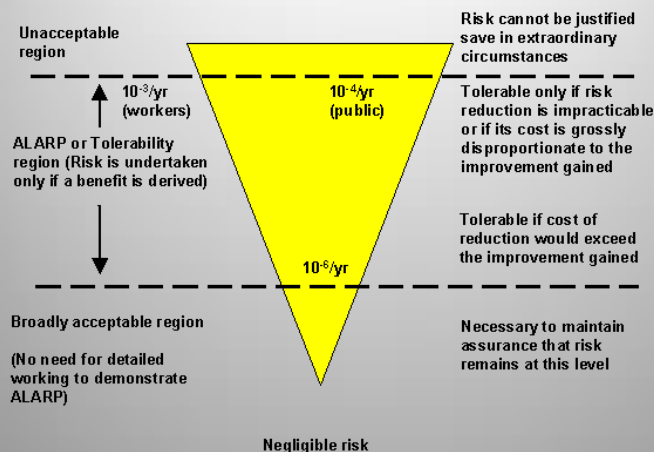 Unacceptable
region
Risk cannot be justified
save in extraordinary
circumstances
10⁻³/yr
(workers)
10⁻⁴/yr
(public)
ALARP or Tolerability
region (Risk is undertaken
only if a benefit is derived)
Tolerable only if risk
reduction is impracticable
or if its cost is grossly
disproportionate to the
improvement gained
Tolerable if cost of
reduction would exceed
the improvement gained
10⁻⁶/yr
Broadly acceptable region
(No need for detailed
working to demonstrate
ALARP)
Necessary to maintain
assurance that risk
remains at this level
Negligible risk